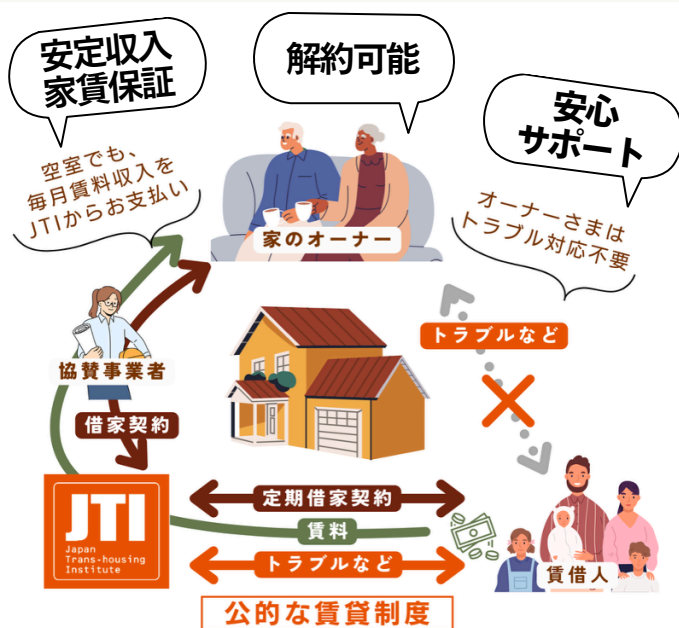 安定収入
家賃保証
解約可能
安心
サポート
空室でも、
毎月賃料収入を
JTIからお支払い
オーナーさまは
トラブル対応不要
家のオーナー
トラブルなど
協賛事業者
借家契約
JTI
Japan
Trans-housing
Institute
定期借家契約
賃料
トラブルなど
賃借人
公的な賃貸制度